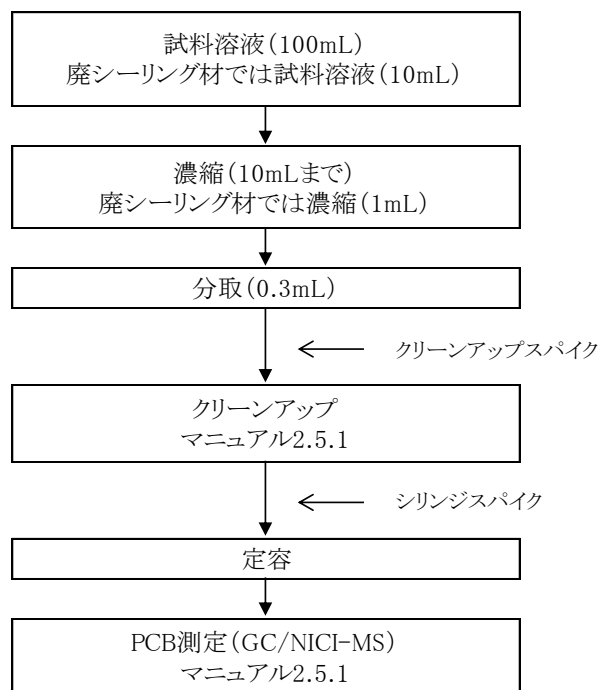 試料溶液(100mL)
廃シーリング材では試料溶液(10mL)
濃縮(10mLまで)
廃シーリング材では濃縮(1mL)
分取(0.3mL)
クリーンアップスパイク
クリーンアップ
マニュアル2.5.1
シリンジスパイク
定容
PCB測定(GC/NICI-MS)
マニュアル2.5.1